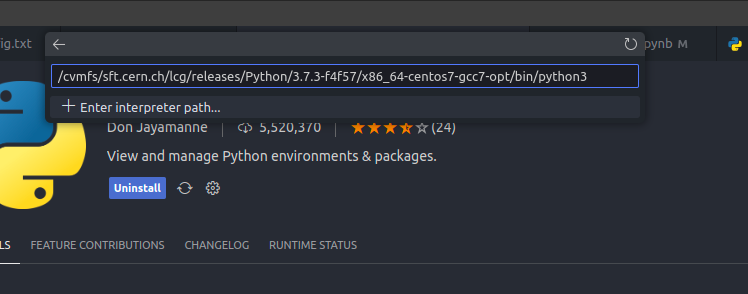 ig.txt
pynb M
/cvmfs/sft.cern.ch/lcg/releases/Python/3.7.3-f4f57/x86_64-centos7-gcc7-opt/bin/python3
+ Enter interpreter path...
Don Jayamanne | 5,520,370 | (24)
View and manage Python environments & packages.
Uninstall
LS FEATURE CONTRIBUTIONS CHANGELOG RUNTIME STATUS